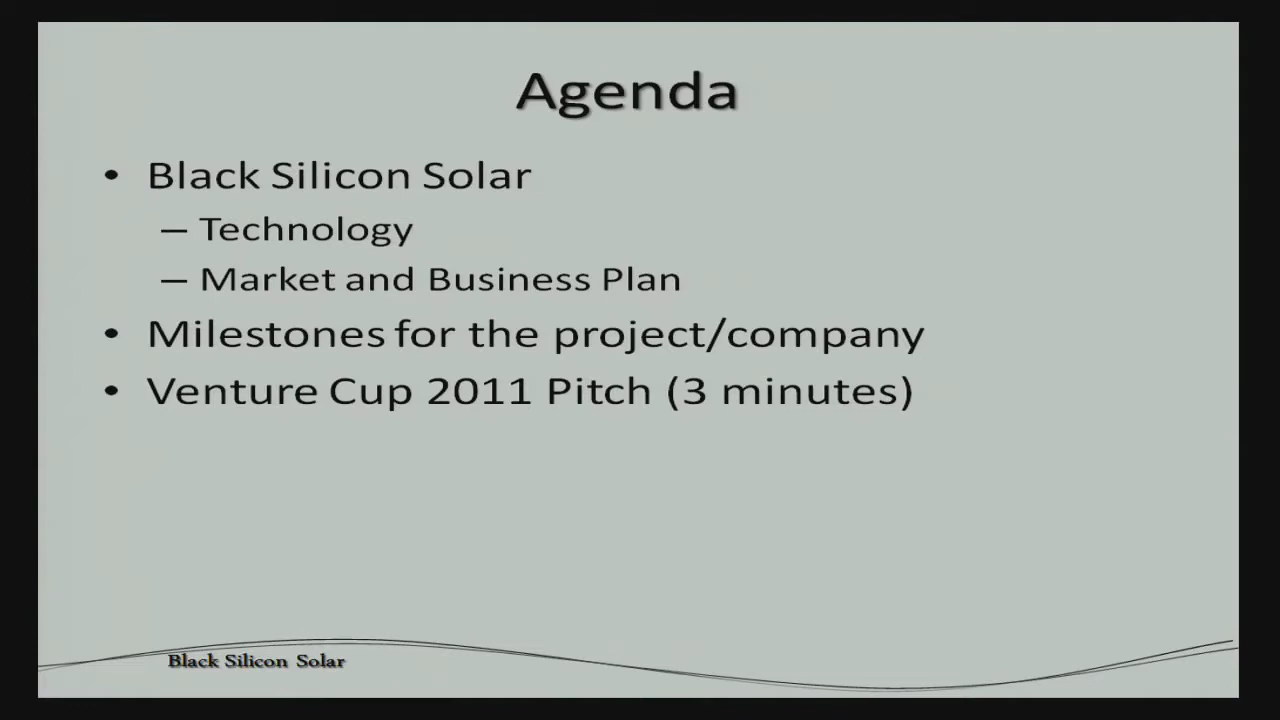 Agenda
• Black Silicon Solar
– Technology
– Market and Business Plan
• Milestones for the project/company
• Venture Cup 2011 Pitch (3 minutes)
Black Silicon Solar